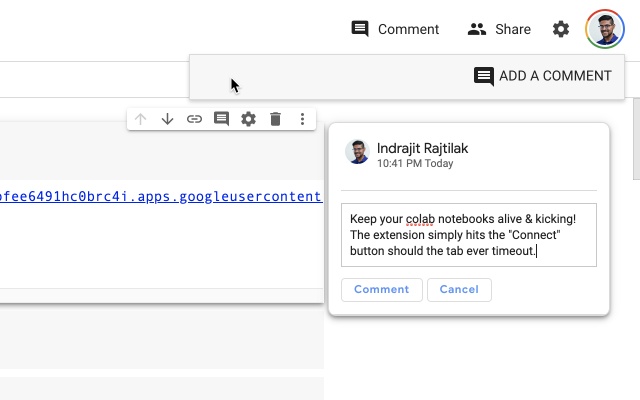 Comment
Share
ADD A COMMENT
Indrajit Rajtilak
10:41 PM Today
ofee6491hc0brc4i.apps.googleusercontent
Keep your colab notebooks alive & kicking!
The extension simply hits the "Connect"
button should the tab ever timeout.
Comment
Cancel